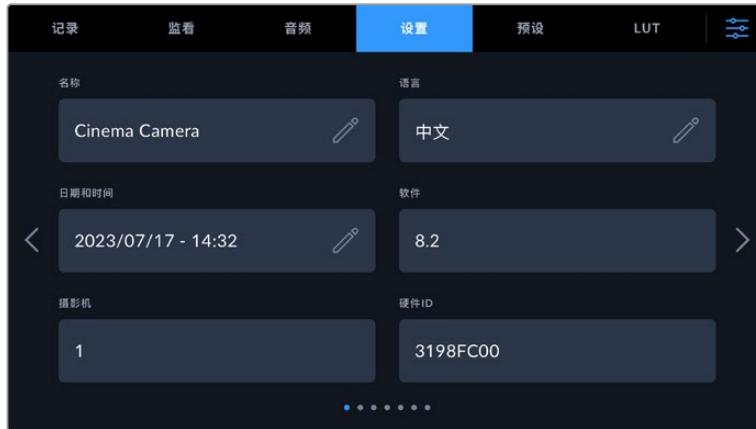 记录 监看 音频 设置 预设 LUT
名称 语言
Cinema Camera 中文
日期和时间 软件
2023/07/17 - 14:32 8.2
摄影机 硬件ID
1 3198FC00